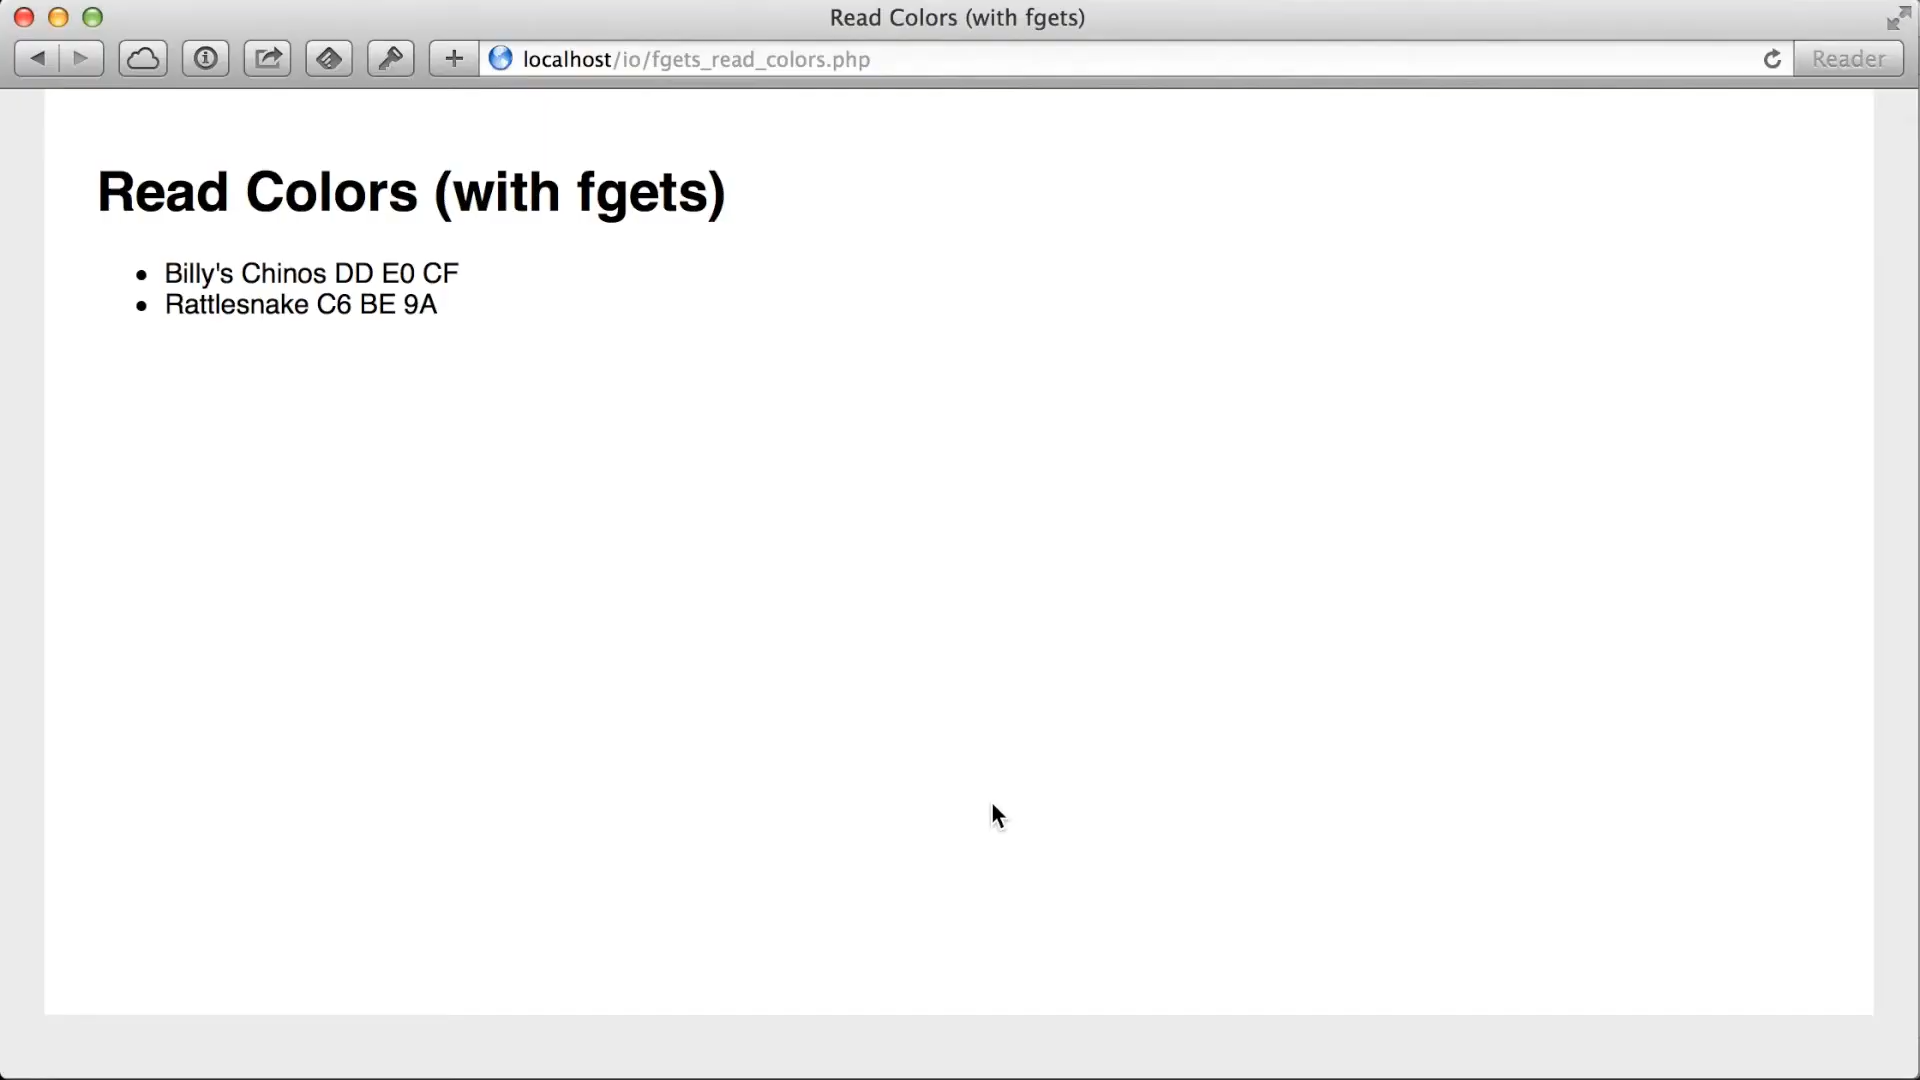 Read Colors (with fgets)
localhost/io/fgets_read_colors.php
Reader
Read Colors (with fgets)
Billy's Chinos DD E0 CF
Rattlesnake C6 BE 9A